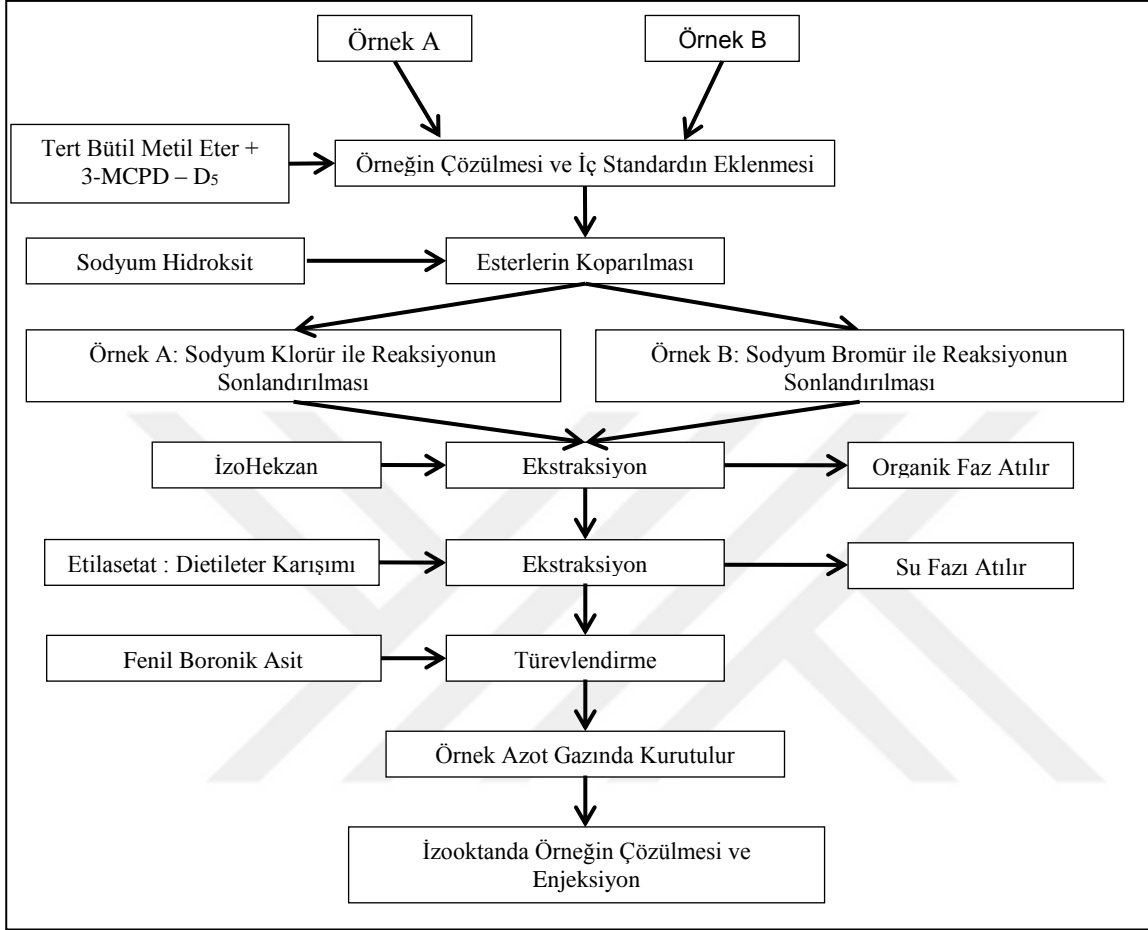 Örnek A
Örnek B
Tert Bütil Metil Eter +
3-MCPD – D₅
Örneğin Çözülmesi ve İç Standardın Eklenmesi
Sodyum Hidroksit
Esterlerin Koparılması
Örnek A: Sodyum Klorür ile Reaksiyonun
Sonlandırılması
Örnek B: Sodyum Bromür ile Reaksiyonun
Sonlandırılması
İzoHekzan
Ekstraksiyon
Organik Faz Atılır
Etilasetat : Dietileter Karışımı
Ekstraksiyon
Su Fazı Atılır
Fenil Boronik Asit
Türevlendirme
Örnek Azot Gazında Kurutulur
İzooktanda Örneğin Çözülmesi ve
Enjeksiyon